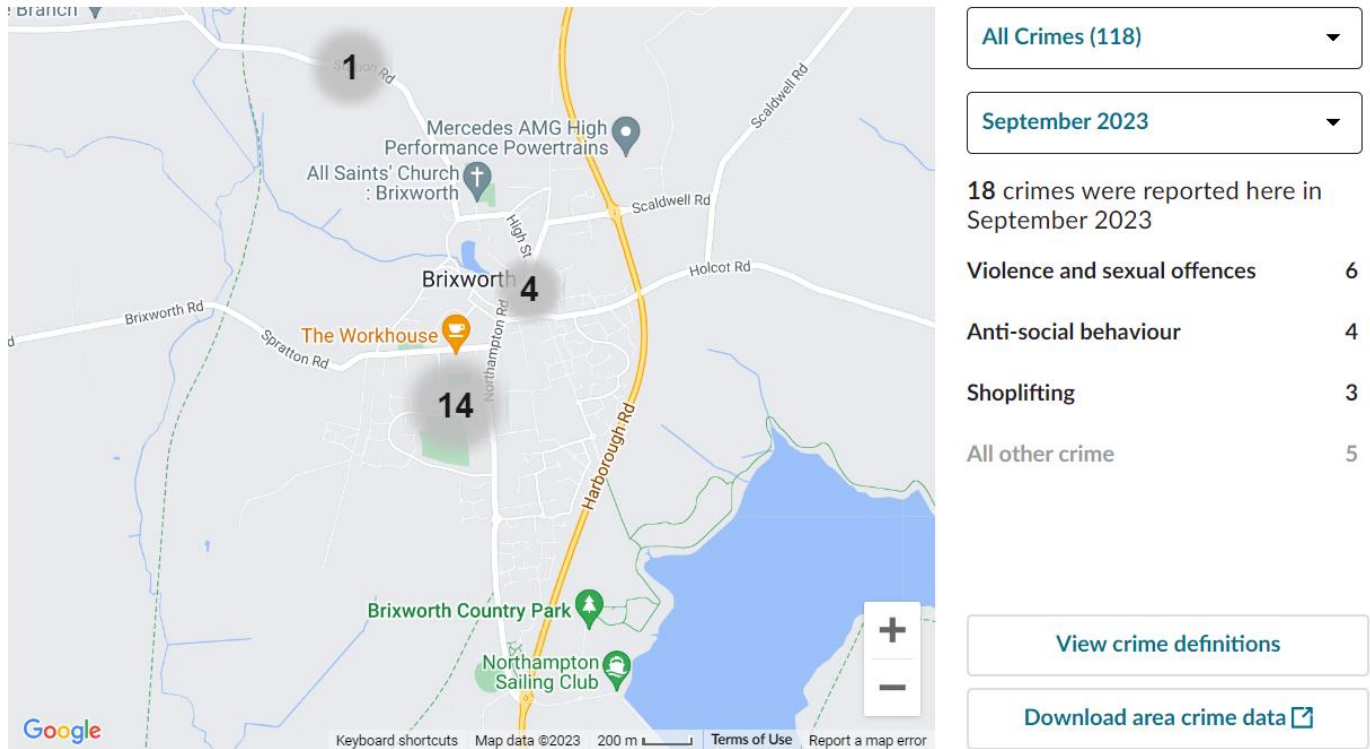 Branch
1
Station Rd
Scaldwell Rd
Mercedes AMG High
Performance Powertrains
All Saints' Church
: Brixworth
Scaldwell Rd
High St
Brixworth
4
Holcot Rd
Brixworth Rd
The Workhouse
Spratton Rd
Northampton Rd
14
Harborough Rd
Brixworth Country Park
Northampton
Sailing Club
+
−
Google
Keyboard shortcuts Map data ©2023 200 m Terms of Use Report a map error
All Crimes (118)
September 2023
18 crimes were reported here in
September 2023
Violence and sexual offences 6
Anti-social behaviour 4
Shoplifting 3
All other crime 5
View crime definitions
Download area crime data